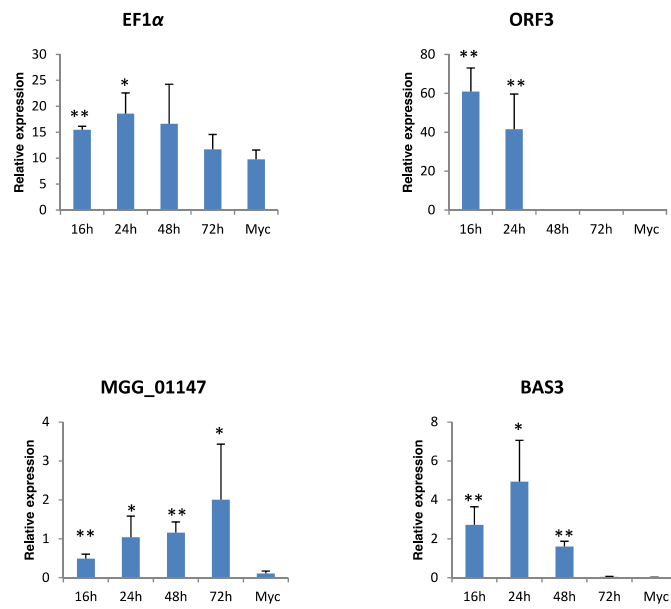 EF1α
Relative expression
30
25
20
15
10
5
0
**
*
16h 24h 48h 72h Myc
ORF3
Relative expression
80
60
40
20
0
**
**
16h 24h 48h 72h Myc
MGG_01147
Relative expression
4
3
2
1
0
**
*
**
*
16h 24h 48h 72h Myc
BAS3
Relative expression
8
6
4
2
0
**
*
**
16h 24h 48h 72h Myc